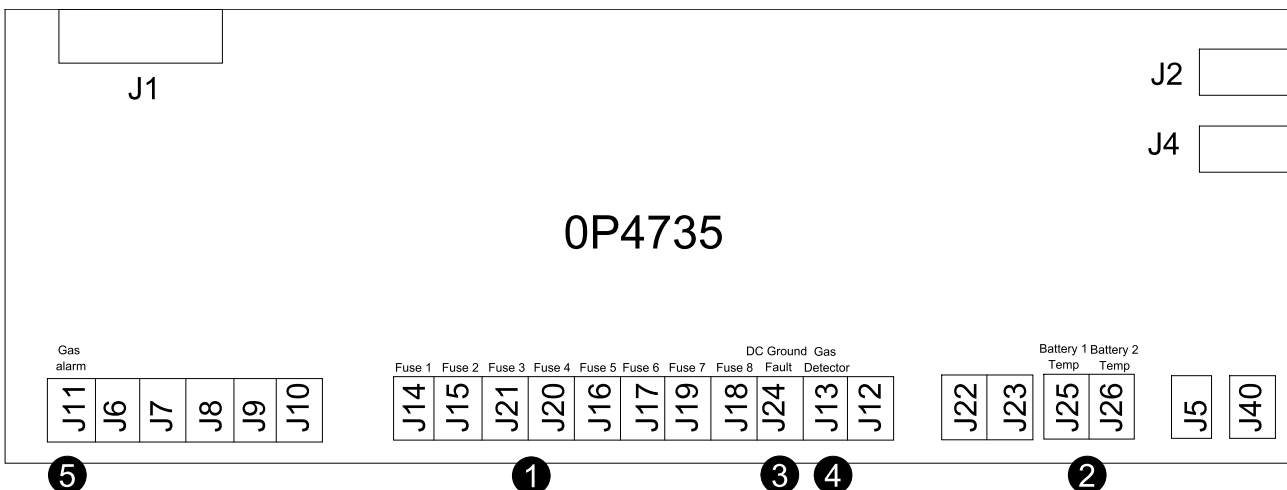 J1
J2
J4
0P4735
Gas
alarm
Fuse 1 Fuse 2 Fuse 3 Fuse 4 Fuse 5 Fuse 6 Fuse 7 Fuse 8
DC Ground
Fault
Gas
Detector
Battery 1
Temp
Battery 2
Temp
J11 J6 J7 J8 J9 J10
J14 J15 J21 J20 J16 J17 J19 J18 J24 J13 J12
J22 J23 J25 J26
J5 J40
5 1 3 4 2